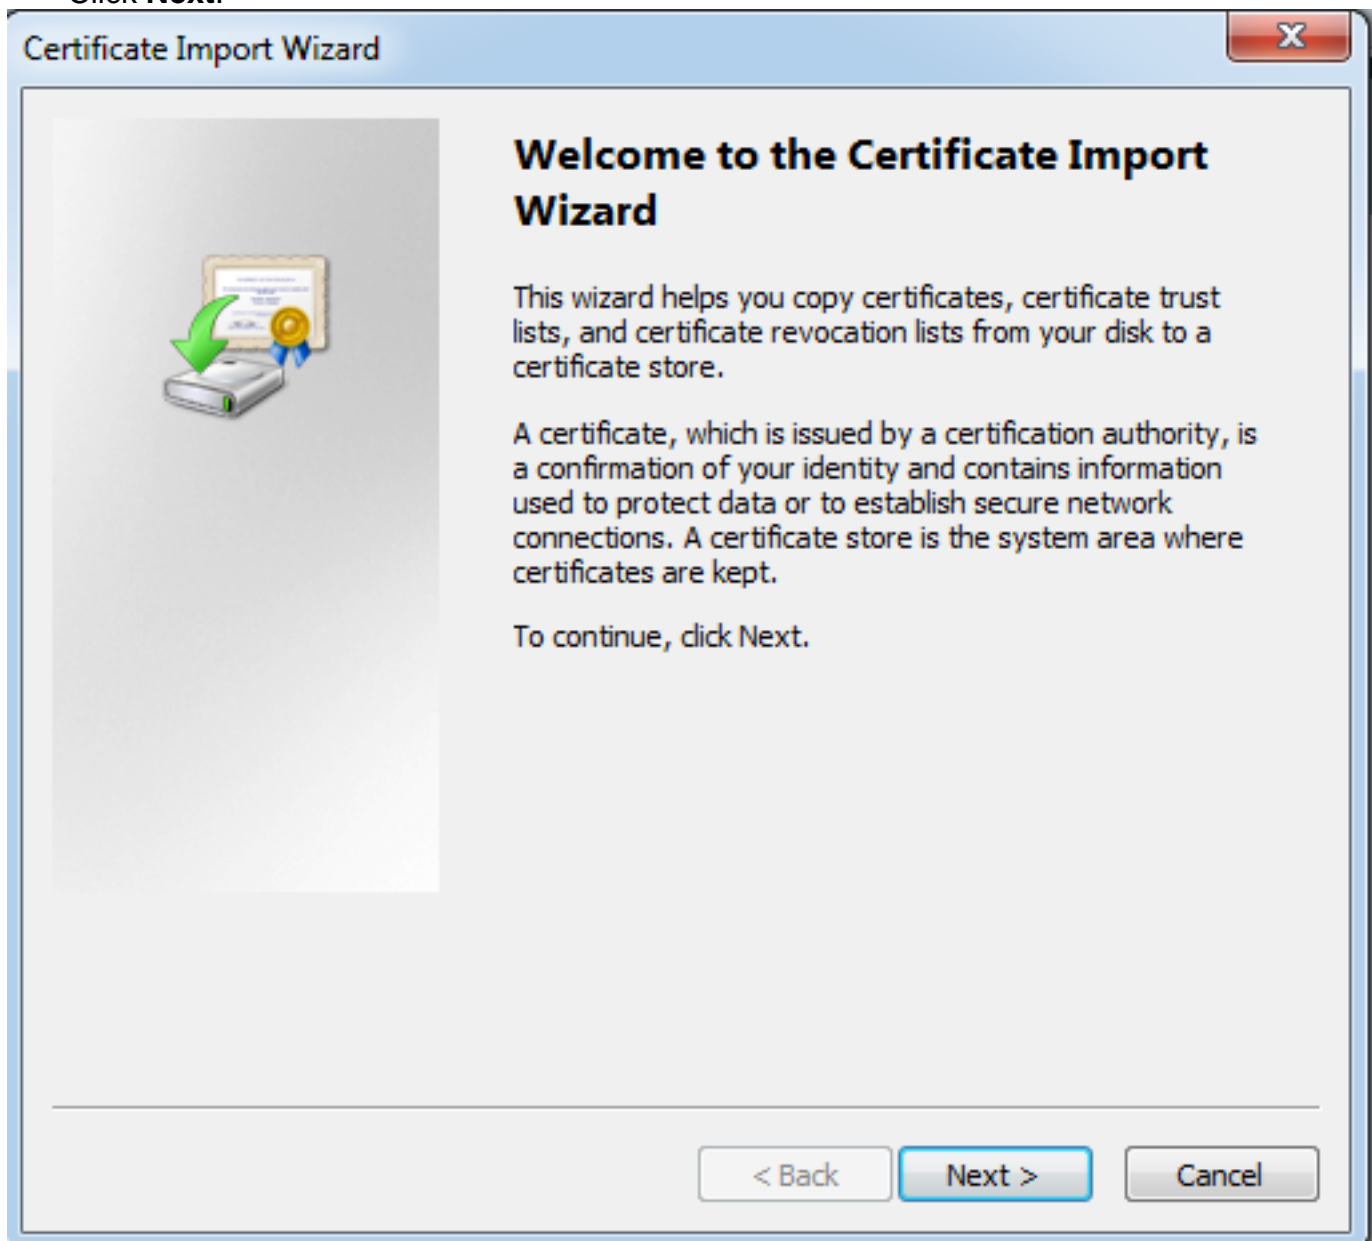 Click Next.
Certificate Import Wizard
Welcome to the Certificate Import
Wizard
This wizard helps you copy certificates, certificate trust
lists, and certificate revocation lists from your disk to a
certificate store.
A certificate, which is issued by a certification authority, is
a confirmation of your identity and contains information
used to protect data or to establish secure network
connections. A certificate store is the system area where
certificates are kept.
To continue, click Next.
< Back Next > Cancel